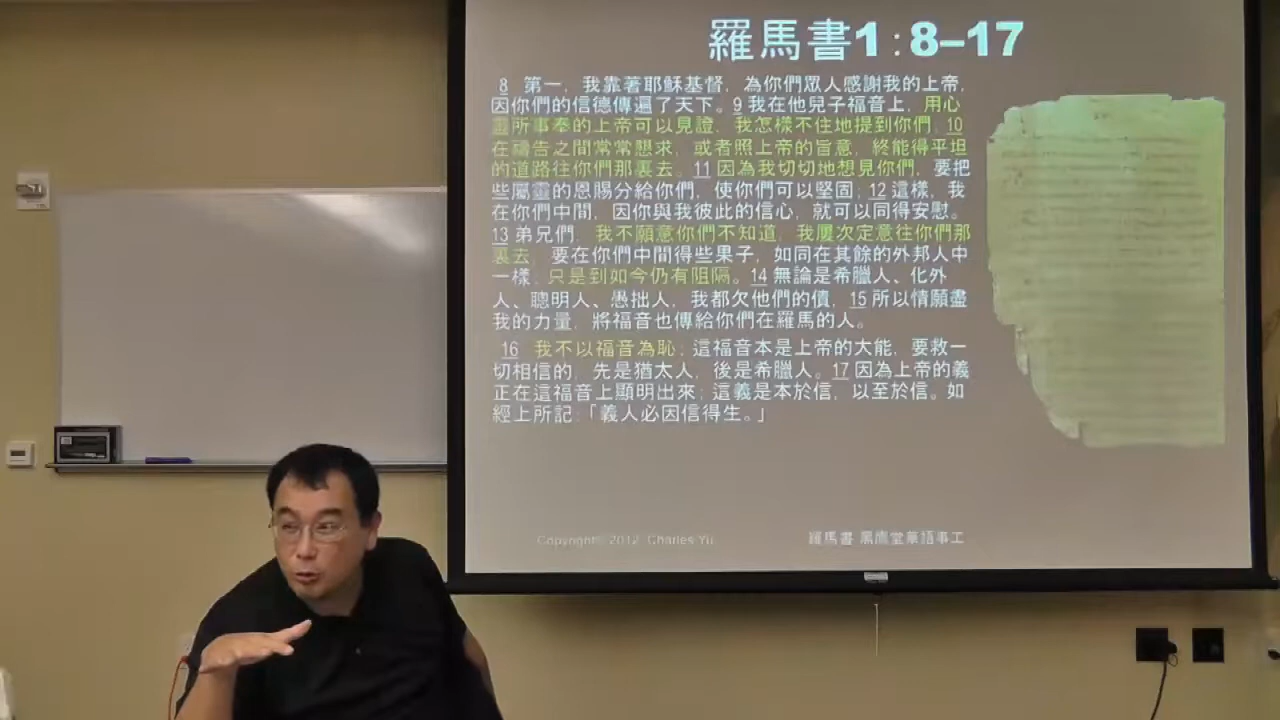 羅馬書1:8–17
8 第一，我靠著耶穌基督，為你們眾人感謝我的上帝，
因你們的信德傳遍了天下。9 我在他兒子福音上，用心
靈所事奉的上帝可以見證，我怎樣不住地提到你們，10
在禱告之間常常懇求，或者照上帝的旨意，終能得平坦
的道路往你們那裏去。11 因為我切切地想見你們，要把
些屬靈的恩賜分給你們，使你們可以堅固；12 這樣，我
在你們中間，因你與我彼此的信心，就可以同得安慰。
13 弟兄們，我不願意你們不知道，我屢次定意往你們那
裏去，要在你們中間得些果子，如同在其餘的外邦人中
一樣；只是到如今仍有阻隔。14 無論是希臘人、化外
人、聰明人、愚拙人，我都欠他們的債，15 所以情願盡
我的力量，將福音也傳給你們在羅馬的人。
16 我不以福音為恥；這福音本是上帝的大能，要救一
切相信的，先是猶太人，後是希臘人。17 因為上帝的義
正在這福音上顯明出來；這義是本於信，以至於信。如
經上所記：「義人必因信得生。」
Copyright© 2012, Charles Yu
羅馬書 萬鷹堂華語事工